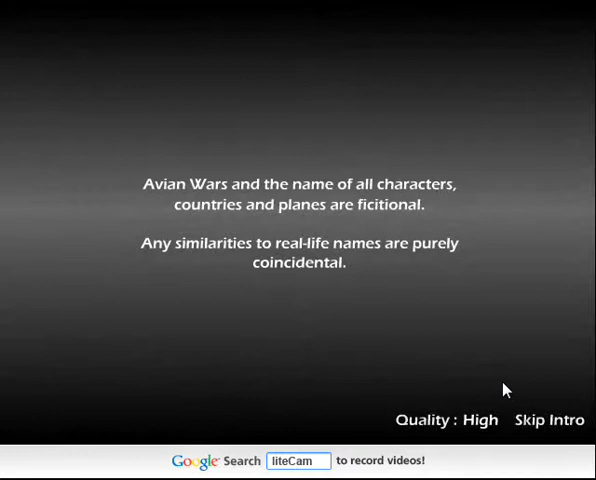 Avian Wars and the name of all characters,
countries and planes are ficitional.
Any similarities to real-life names are purely
coincidental.
Quality : High Skip Intro
Google Search liteCam to record videos!